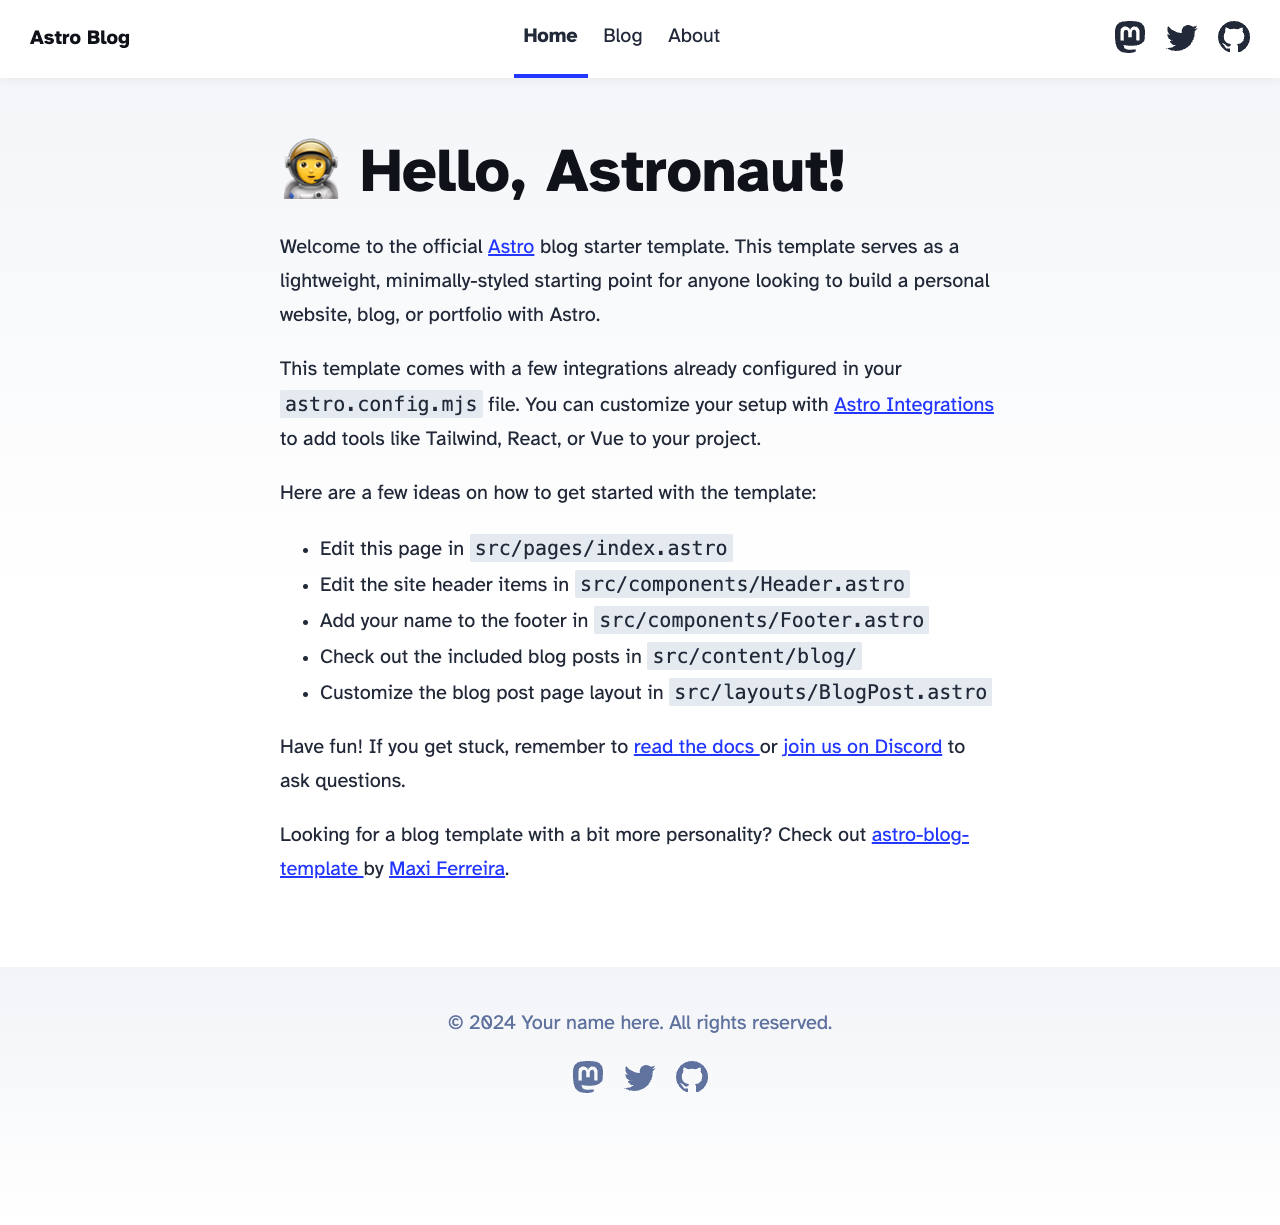 Astro Blog
Home Blog About
🧑‍🚀 Hello, Astronaut!
Welcome to the official Astro blog starter template. This template serves as a
lightweight, minimally-styled starting point for anyone looking to build a personal
website, blog, or portfolio with Astro.
This template comes with a few integrations already configured in your
astro.config.mjs file. You can customize your setup with Astro Integrations
to add tools like Tailwind, React, or Vue to your project.
Here are a few ideas on how to get started with the template:
• Edit this page in src/pages/index.astro
• Edit the site header items in src/components/Header.astro
• Add your name to the footer in src/components/Footer.astro
• Check out the included blog posts in src/content/blog/
• Customize the blog post page layout in src/layouts/BlogPost.astro
Have fun! If you get stuck, remember to read the docs or join us on Discord to
ask questions.
Looking for a blog template with a bit more personality? Check out astro-blog-
template by Maxi Ferreira.
© 2024 Your name here. All rights reserved.